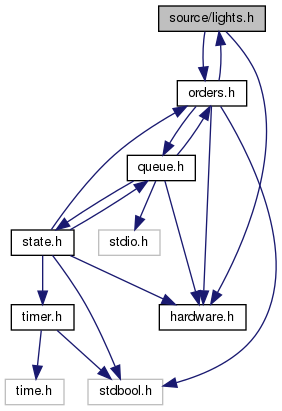 source/lights.h
orders.h
queue.h
state.h
stdio.h
timer.h
hardware.h
time.h
stdbool.h